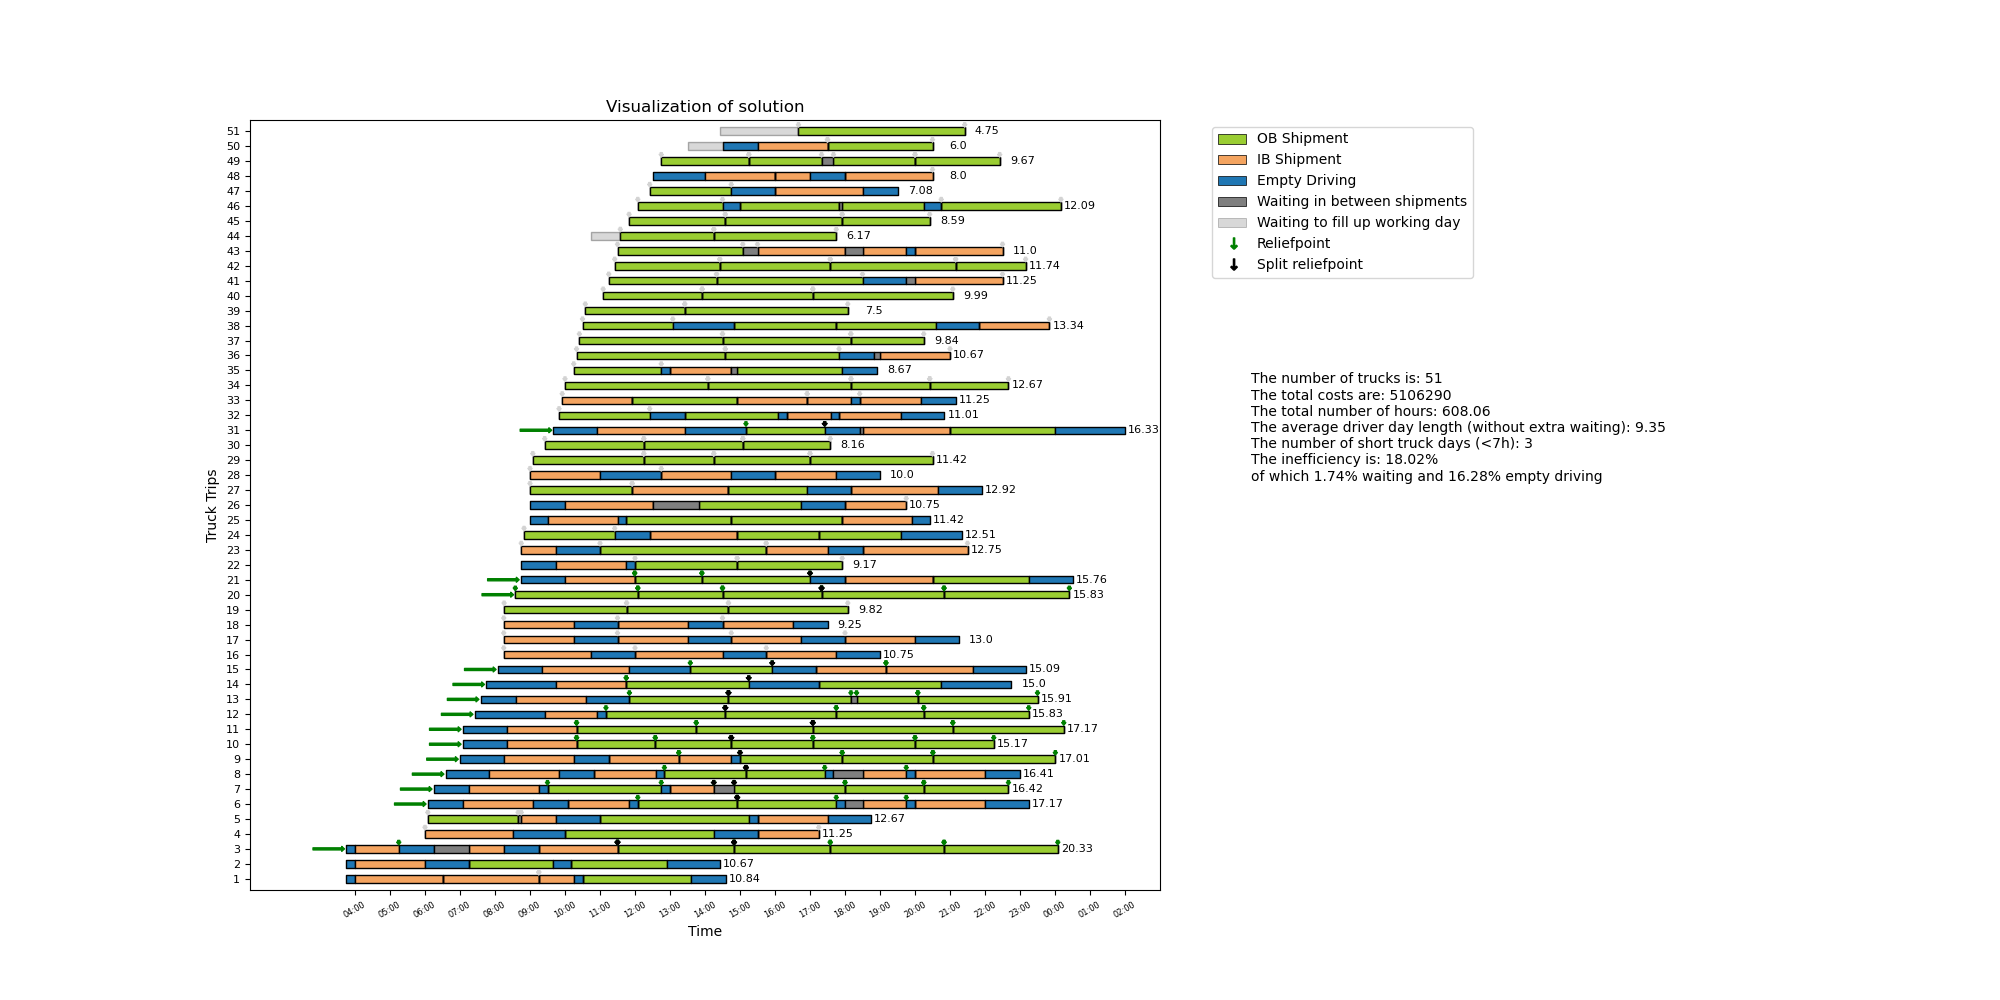 Visualization of solution
51 4.75
50 6.0
49 9.67
48 8.0
47 7.08
46 12.09
45 8.59
44 6.17
43 11.0
42 11.74
41 11.25
40 9.99
39 7.5
38 13.34
37 9.84
36 10.67
35 8.67
34 12.67
33 11.25
32 11.01
31 16.33
30 8.16
29 11.42
28 10.0
27 12.92
26 10.75
25 11.42
24 12.51
23 12.75
22 9.17
21 15.76
20 15.83
19 9.82
18 9.25
17 13.0
16 10.75
15 15.09
14 15.0
13 15.91
12 15.83
11 17.17
10 15.17
9 17.01
8 16.41
7 16.42
6 17.17
5 12.67
4 11.25
3 20.33
2 10.67
1 10.84
Truck Trips
04:00 05:00 06:00 07:00 08:00 09:00 10:00 11:00 12:00 13:00 14:00 15:00 16:00 17:00 18:00 19:00 20:00 21:00 22:00 23:00 00:00 01:00 02:00
Time
OB Shipment
IB Shipment
Empty Driving
Waiting in between shipments
Waiting to fill up working day
Reliefpoint
Split reliefpoint
The number of trucks is: 51
The total costs are: 5106290
The total number of hours: 608.06
The average driver day length (without extra waiting): 9.35
The number of short truck days (<7h): 3
The inefficiency is: 18.02%
of which 1.74% waiting and 16.28% empty driving